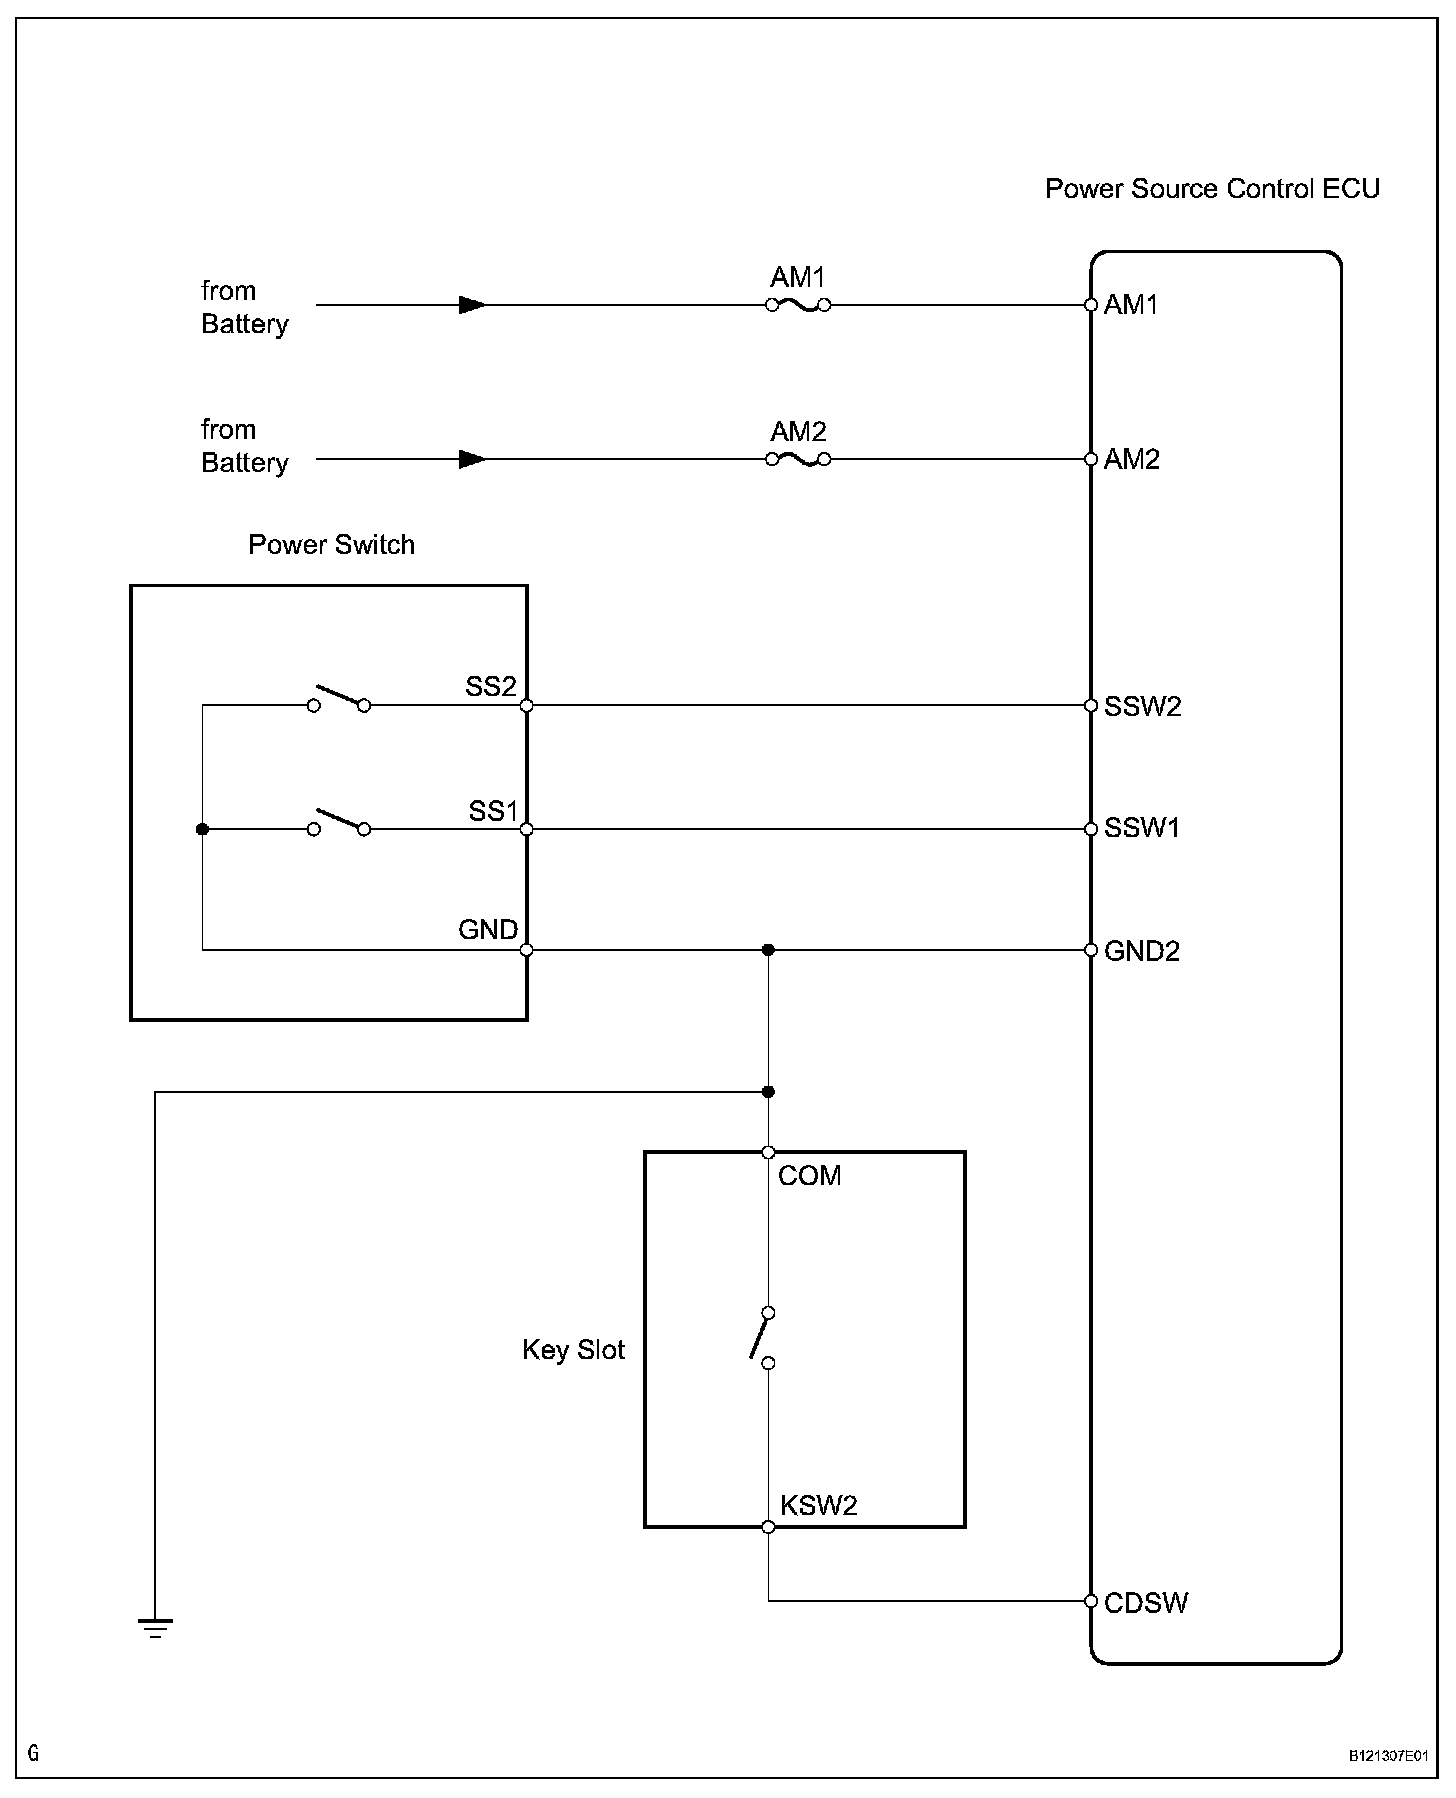 Power Source Control ECU
from
Battery
AM1
AM1
from
Battery
AM2
AM2
Power Switch
SS2
SSW2
SS1
SSW1
GND
GND2
COM
Key Slot
KSW2
CDSW
G
B121307E01